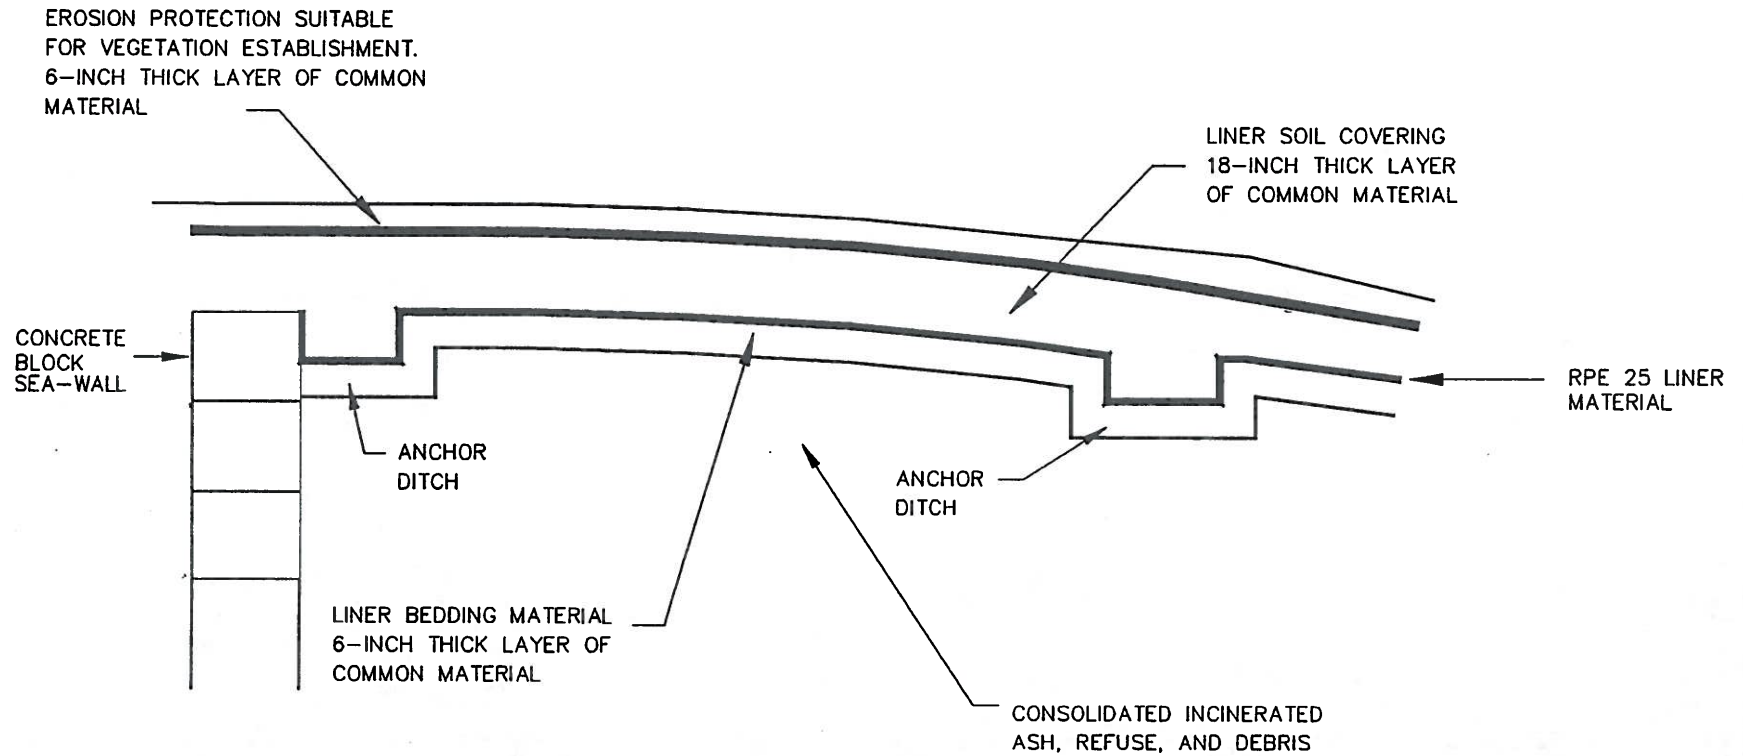 EROSION PROTECTION SUITABLE
FOR VEGETATION ESTABLISHMENT.
6-INCH THICK LAYER OF COMMON
MATERIAL
LINER SOIL COVERING
18-INCH THICK LAYER
OF COMMON MATERIAL
CONCRETE
BLOCK
SEA-WALL
RPE 25 LINER
MATERIAL
ANCHOR
DITCH
ANCHOR
DITCH
LINER BEDDING MATERIAL
6-INCH THICK LAYER OF
COMMON MATERIAL
CONSOLIDATED INCINERATED
ASH, REFUSE, AND DEBRIS